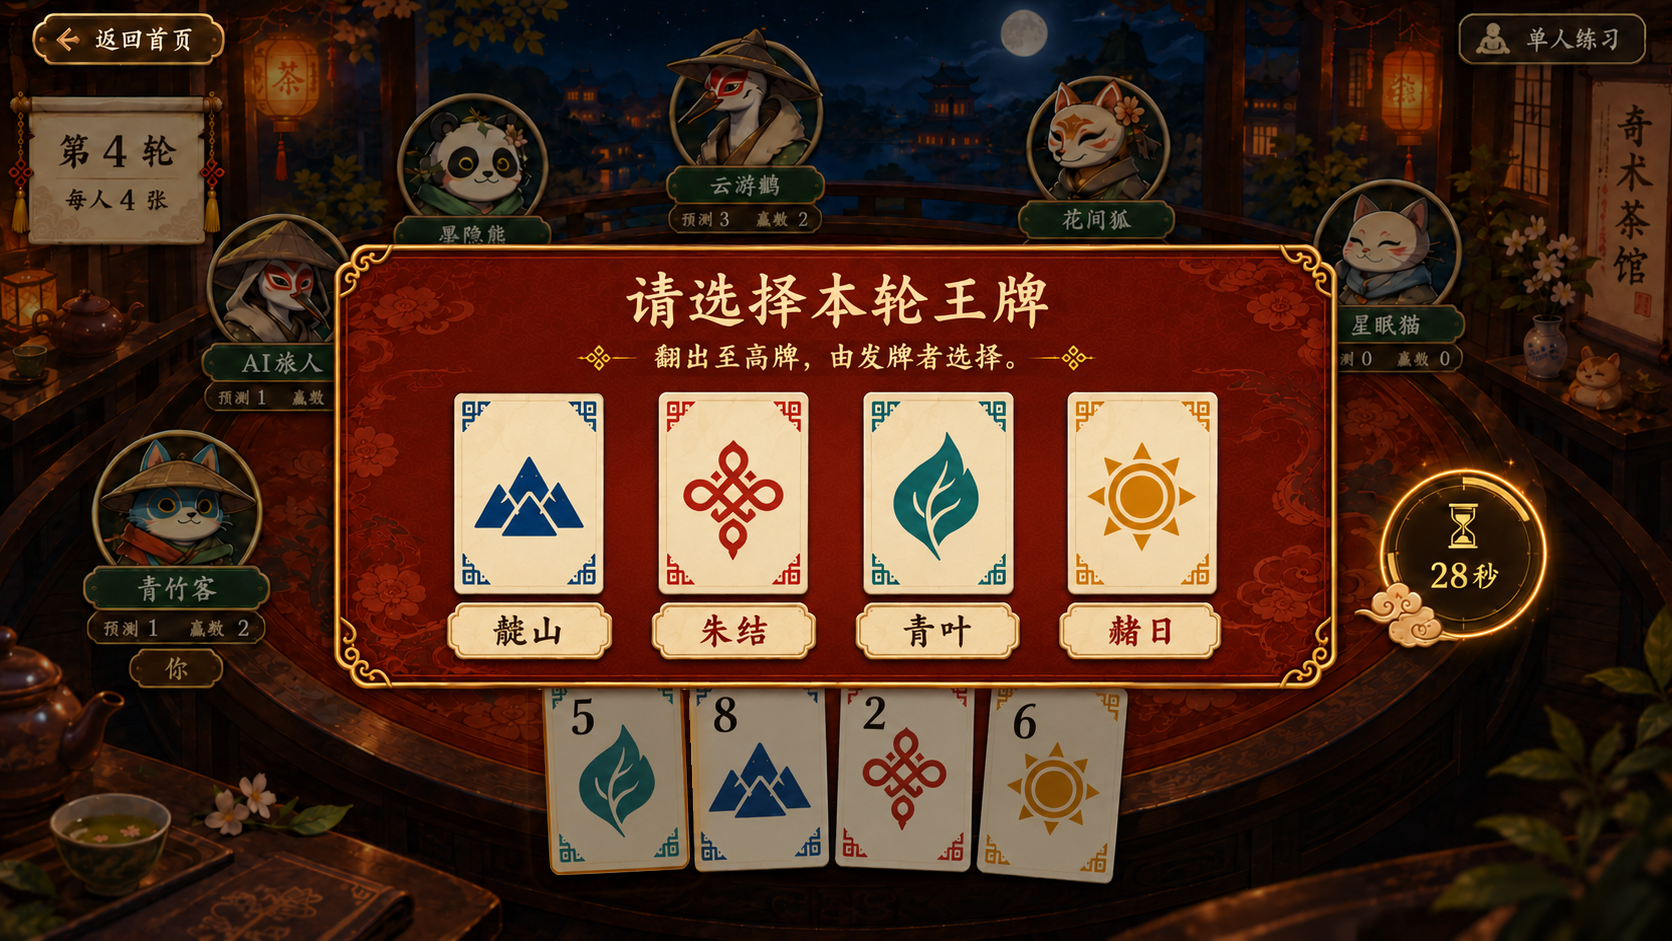 返回首页
单人练习
第4轮
每人4张
茶
奇术茶馆
云游鹳
预测 3 赢数 2
花间狐
星隐熊
星眠猫
测 0 赢数 0
AI旅人
预测 1 赢数
青竹客
预测 1 赢数 2
你
请选择本轮王牌
翻出至高牌，由发牌者选择。
靛山
朱结
青叶
赭日
28秒
5
8
2
6